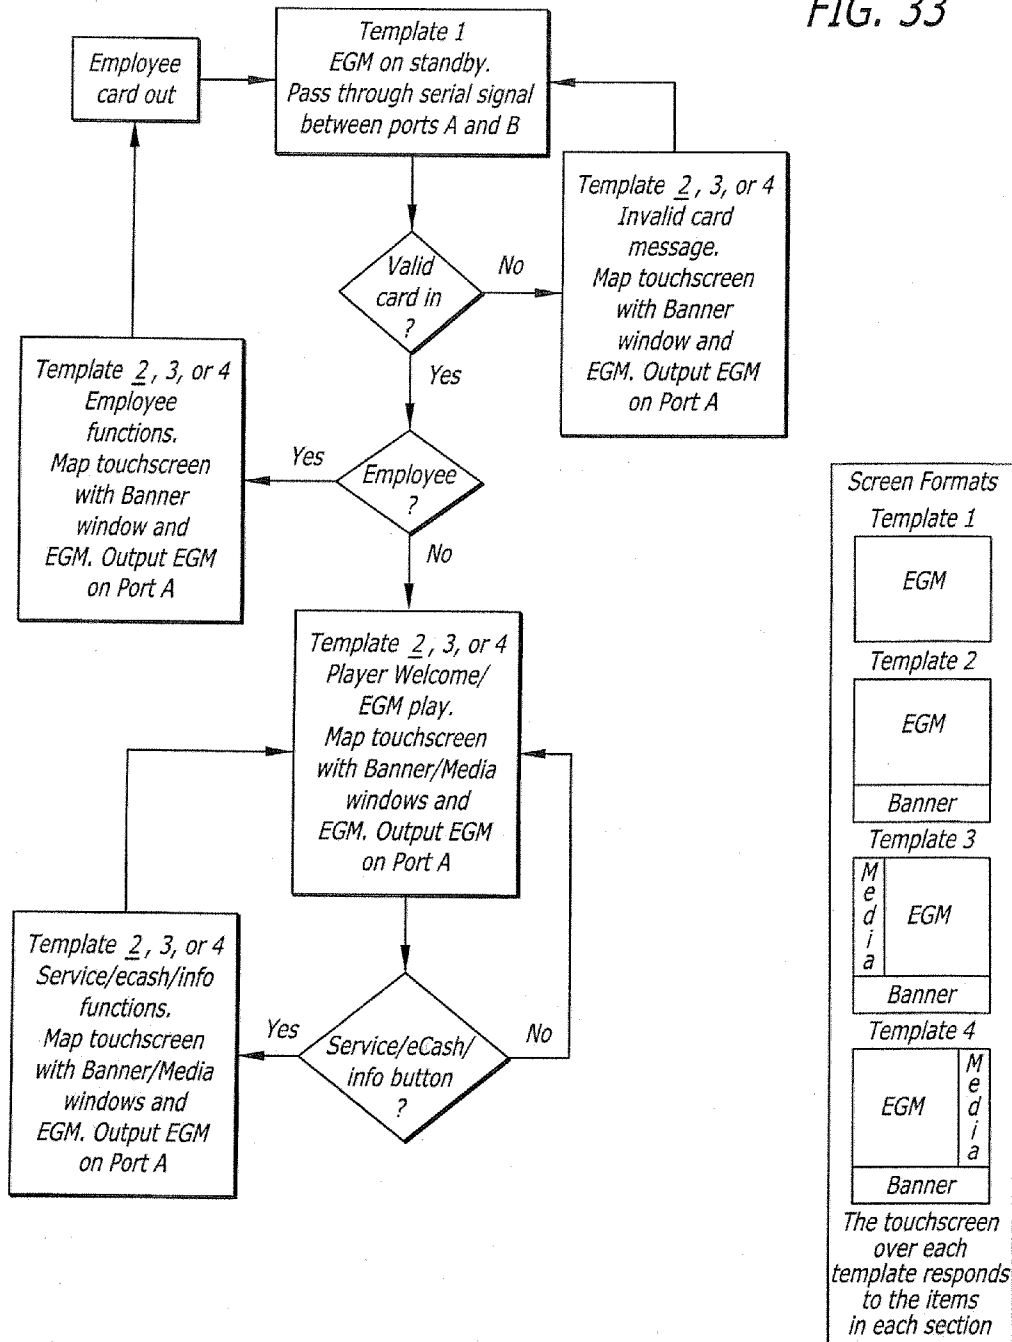 FIG. 33
Template 1
EGM on standby.
Pass through serial signal
between ports A and B
Employee
card out
Template 2, 3, or 4
Invalid card
message.
Map touchscreen
with Banner
window and
EGM. Output EGM
on Port A
Valid
card in
?
No
Yes
Template 2, 3, or 4
Employee
functions.
Map touchscreen
with Banner
window and
EGM. Output EGM
on Port A
Yes
Employee
?
No
Template 2, 3, or 4
Player Welcome/
EGM play.
Map touchscreen
with Banner/Media
windows and
EGM. Output EGM
on Port A
Template 2, 3, or 4
Service/ecash/info
functions.
Map touchscreen
with Banner/Media
windows and
EGM. Output EGM
on Port A
Yes
Service/eCash/
info button
?
No
Screen Formats
Template 1
EGM
Template 2
EGM
Banner
Template 3
Media
EGM
Banner
Template 4
EGM
Media
Banner
The touchscreen
over each
template responds
to the items
in each section